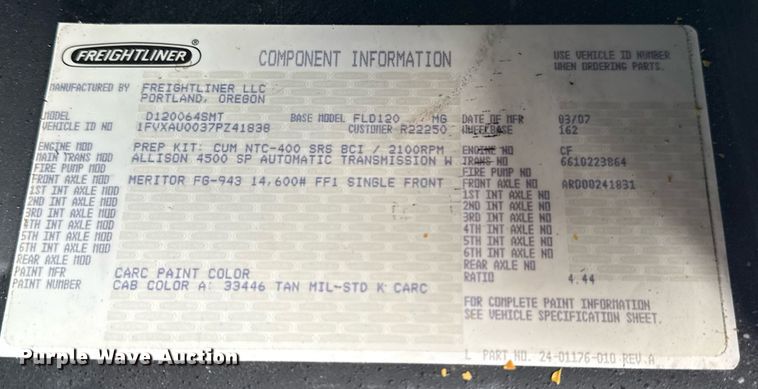 FREIGHTLINER ®
COMPONENT INFORMATION
USE VEHICLE ID NUMBER
WHEN ORDERING PARTS.
MANUFACTURED BY FREIGHTLINER LLC
PORTLAND, OREGON
MODEL D120064SMT BASE MODEL FLD120 MG DATE OF MFR 03/07
VEHICLE ID NO 1FVXAU0037PZ41838 CUSTOMER R22250 WHEELBASE 162
ENGINE MOD PREP KIT: CUM NTC-400 SRS BCI / 2100RPM ENGINE NO CF
MAIN TRANS MOD ALLISON 4500 SP AUTOMATIC TRANSMISSION W TRANS NO 6610223864
FIRE PUMP MOD FIRE PUMP NO
FRONT AXLE MOD MERITOR FG-943 14,600# FF1 SINGLE FRONT FRONT AXLE NO ARD00241831
1ST INT AXLE MOD 1ST INT AXLE NO
2ND INT AXLE MOD 2ND INT AXLE NO
3RD INT AXLE MOD 3RD INT AXLE NO
4TH INT AXLE MOD 4TH INT AXLE NO
5TH INT AXLE MOD 5TH INT AXLE NO
6TH INT AXLE MOD 6TH INT AXLE NO
REAR AXLE MOD REAR AXLE NO
PAINT MFR CARC PAINT COLOR RATIO 4.44
PAINT NUMBER CAB COLOR A: 33446 TAN MIL-STD K CARC
FOR COMPLETE PAINT INFORMATION
SEE VEHICLE SPECIFICATION SHEET.
L PART NO. 24-01176-010 REV A
Purple Wave Auction